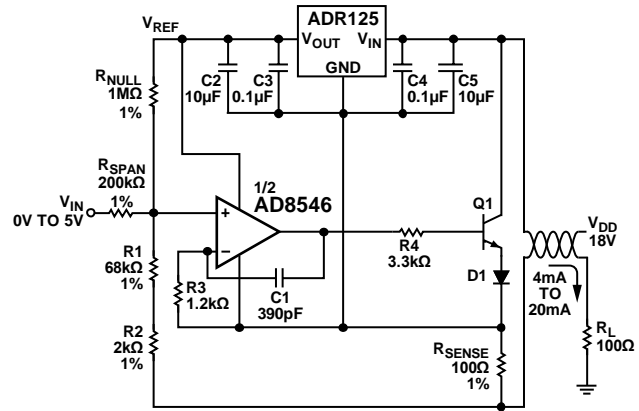 VREF
ADR125
VOUT
VIN
GND
RNULL
1MΩ
1%
C2
10µF
C3
0.1µF
C4
0.1µF
C5
10µF
RSPAN
200kΩ
1%
VIN
0V TO 5V
1/2
AD8546
+
–
R1
68kΩ
1%
R3
1.2kΩ
C1
390pF
R4
3.3kΩ
Q1
D1
VDD
18V
4mA
TO
20mA
R2
2kΩ
1%
RSENSE
100Ω
1%
RL
100Ω